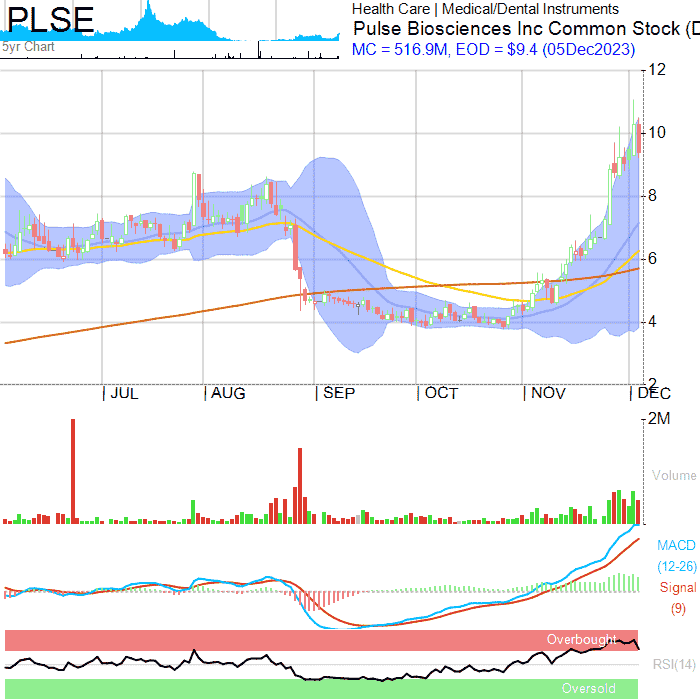 PLSE
5yr Chart
Health Care | Medical/Dental Instruments
Pulse Biosciences Inc Common Stock (D
MC = 516.9M, EOD = $9.4 (05Dec2023)
12
10
8
6
4
2
JUL
AUG
SEP
OCT
NOV
DEC
2M
Volume
MACD
(12-26)
Signal
(9)
Overbought
RSI(14)
Oversold